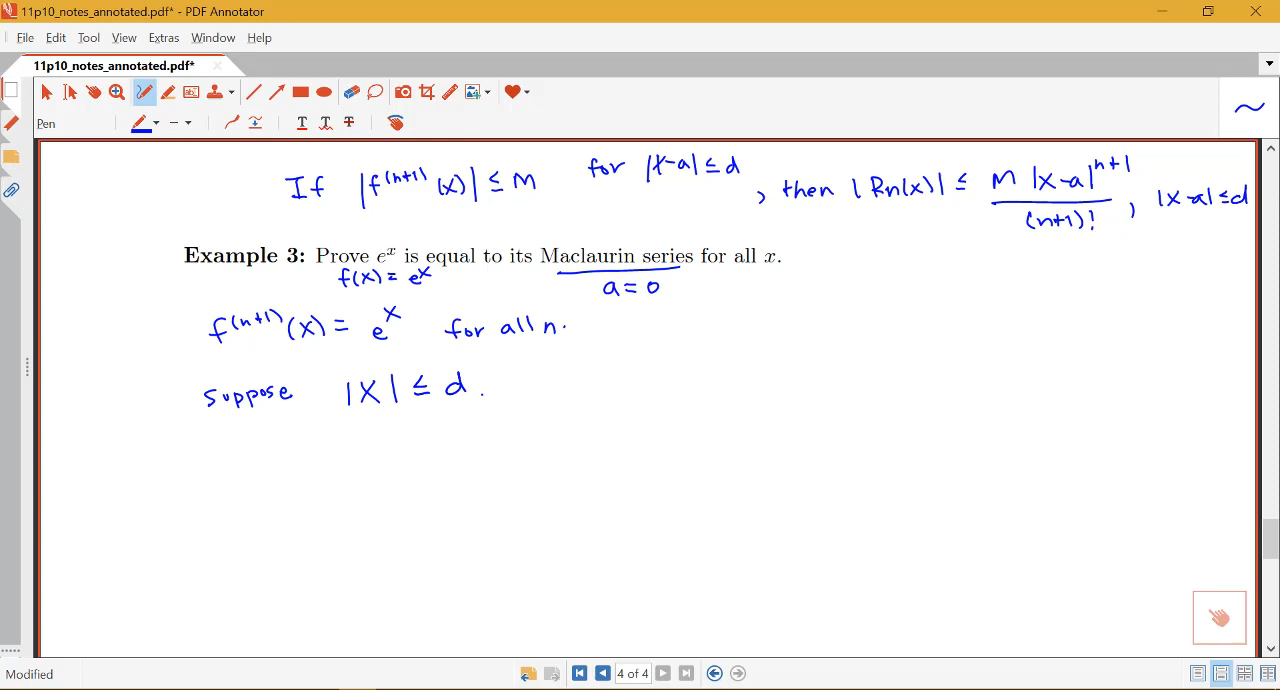 11p10_notes_annotated.pdf* - PDF Annotator
File Edit Tool View Extras Window Help
11p10_notes_annotated.pdf*
Pen
If |f^(n+1) (x)| ≤ M for |x-a| ≤ d, then |Rn(x)| ≤ M |x-a|^n+1 / (n+1)!, |x-a| ≤ d
Example 3: Prove e^x is equal to its Maclaurin series for all x.
f(x) = e^x a = 0
f^(n+1) (x) = e^x for all n.
suppose |x| ≤ d.
Modified 4 of 4